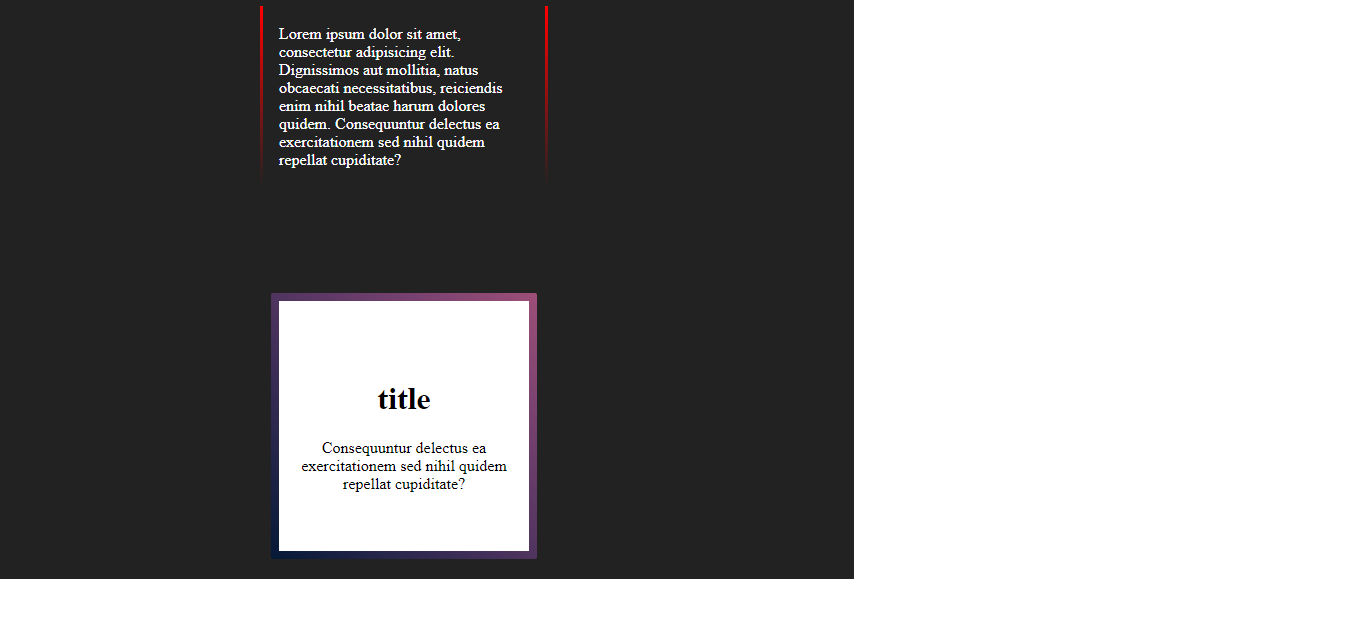 Lorem ipsum dolor sit amet,
consectetur adipisicing elit.
Dignissimos aut mollitia, natus
obcaecati necessitatibus, reiciendis
enim nihil beatae harum dolores
quidem. Consequuntur delectus ea
exercitationem sed nihil quidem
repellat cupiditate?
title
Consequuntur delectus ea
exercitationem sed nihil quidem
repellat cupiditate?